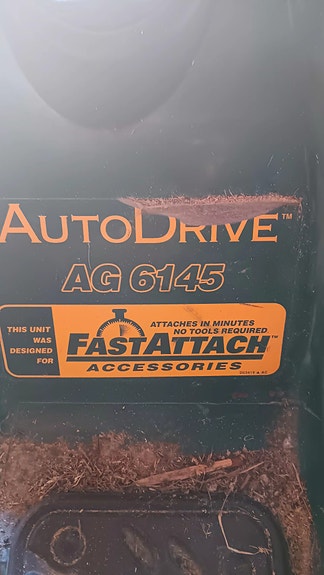 AUTODRIVE™
AG 6145
THIS UNIT
WAS
DESIGNED
FOR
ATTACHES IN MINUTES
NO TOOLS REQUIRED
FASTATTACH™
ACCESSORIES